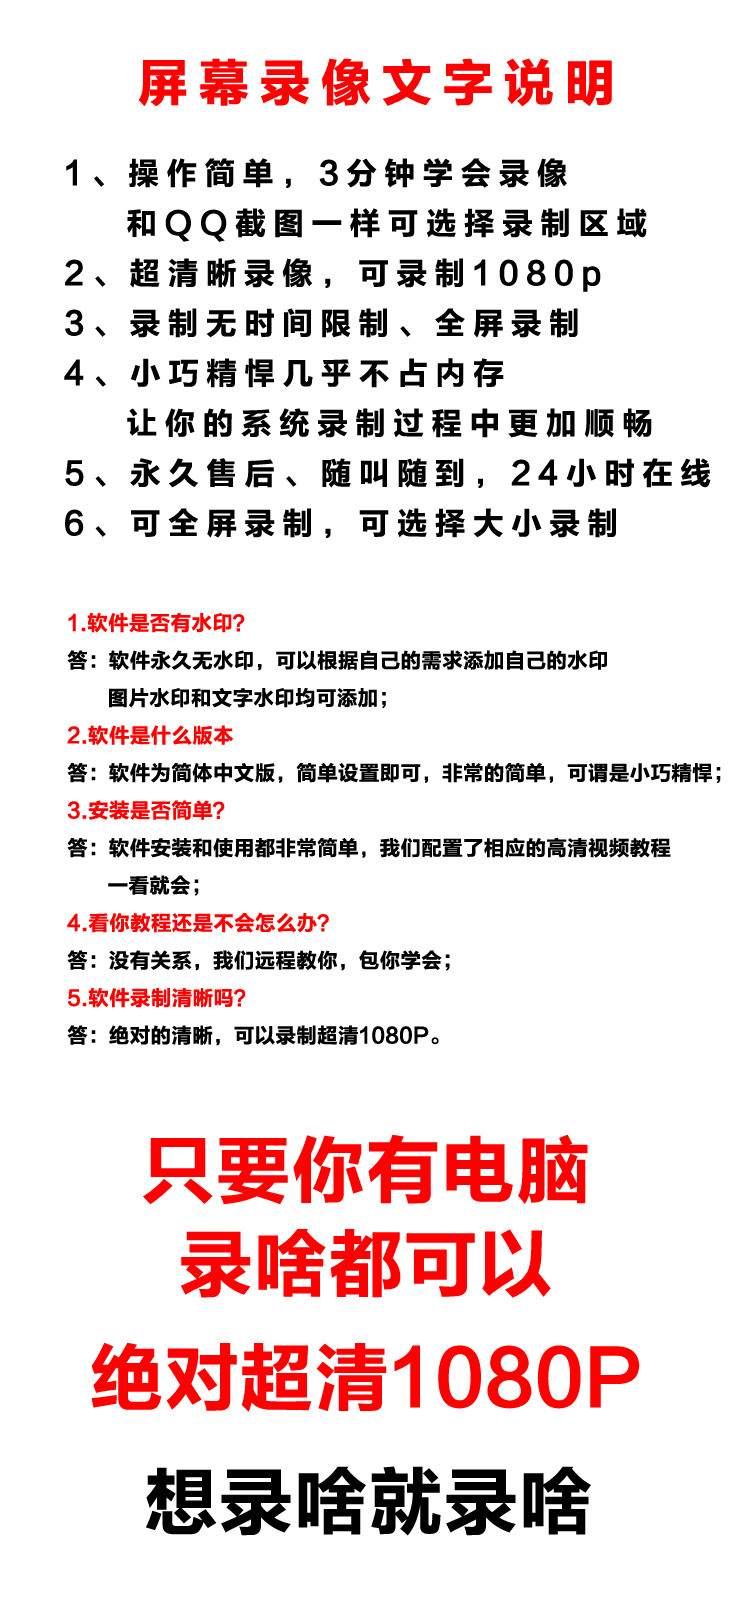 屏幕录像文字说明
1、操作简单，3分钟学会录像
和QQ截图一样可选择录制区域
2、超清晰录像，可录制1080p
3、录制无时间限制、全屏录制
4、小巧精悍几乎不占内存
让你的系统录制过程中更加顺畅
5、永久售后、随叫随到，24小时在线
6、可全屏录制，可选择大小录制
1.软件是否有水印?
答：软件永久无水印，可以根据自己的需求添加自己的水印
图片水印和文字水印均可添加；
2.软件是什么版本
答：软件为简体中文版，简单设置即可，非常的简单，可谓是小巧精悍；
3.安装是否简单?
答：软件安装和使用都非常简单，我们配置了相应的高清视频教程
一看就会；
4.看你教程还是不会怎么办?
答：没有关系，我们远程教你，包你学会；
5.软件录制清晰吗?
答：绝对的清晰，可以录制超清1080P。
只要你有电脑
录啥都可以
绝对超清1080P
想录啥就录啥